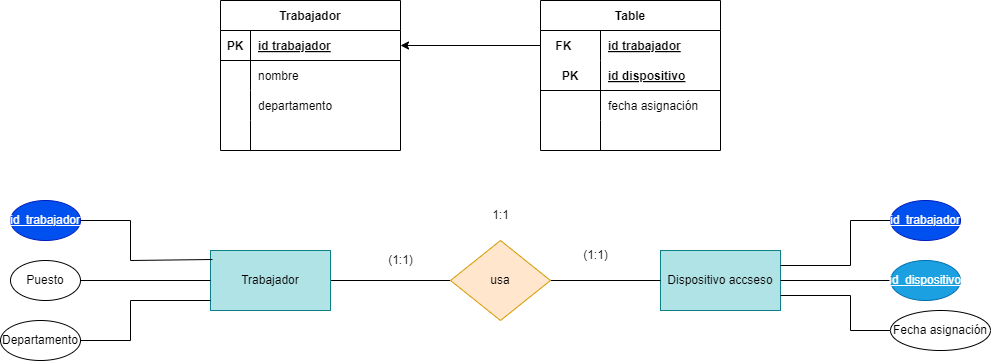 Trabajador
PK id trabajador
nombre
departamento
Table
FK id trabajador
PK id dispositivo
fecha asignación
1:1
id_trabajador
Puesto
Departamento
Trabajador
(1:1)
usa
(1:1)
Dispositivo accseso
id_trabajador
id_dispositivo
Fecha asignación